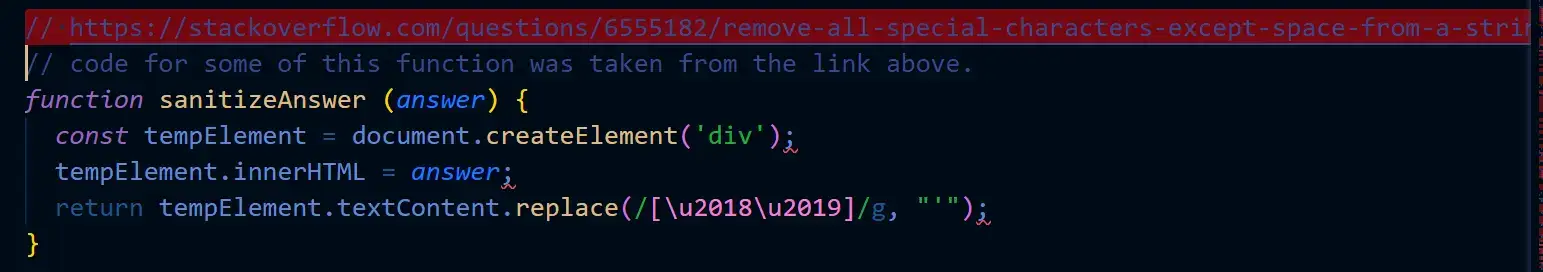 // https://stackoverflow.com/questions/6555182/remove-all-special-characters-except-space-from-a-strin
// code for some of this function was taken from the link above.
function sanitizeAnswer (answer) {
  const tempElement = document.createElement('div');
  tempElement.innerHTML = answer;
  return tempElement.textContent.replace(/[\u2018\u2019]/g, "'");
}